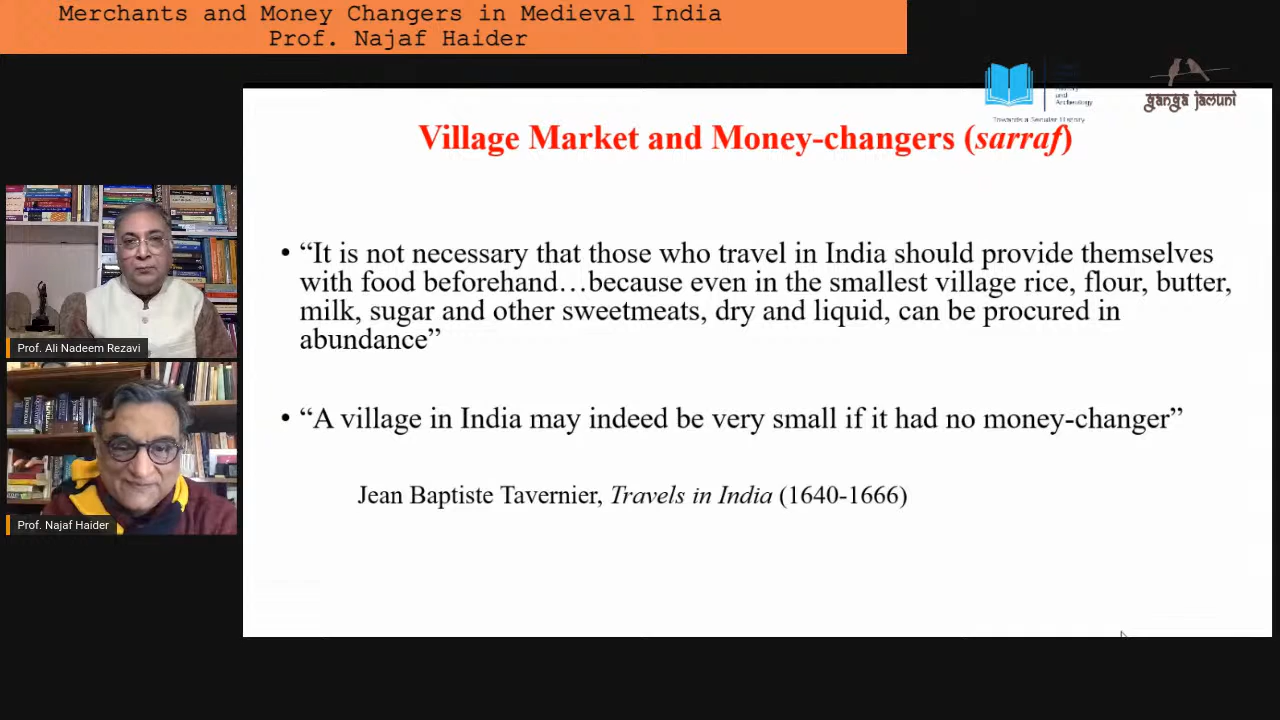 Merchants and Money Changers in Medieval India
Prof. Najaf Haider
and
Archaeology
Towards a Secular History
ganga jamuni
Village Market and Money-changers (sarraf)
• “It is not necessary that those who travel in India should provide themselves
with food beforehand…because even in the smallest village rice, flour, butter,
milk, sugar and other sweetmeats, dry and liquid, can be procured in
abundance”
• “A village in India may indeed be very small if it had no money-changer”
Jean Baptiste Tavernier, Travels in India (1640-1666)
Prof. Ali Nadeem Rezavi
Prof. Najaf Haider